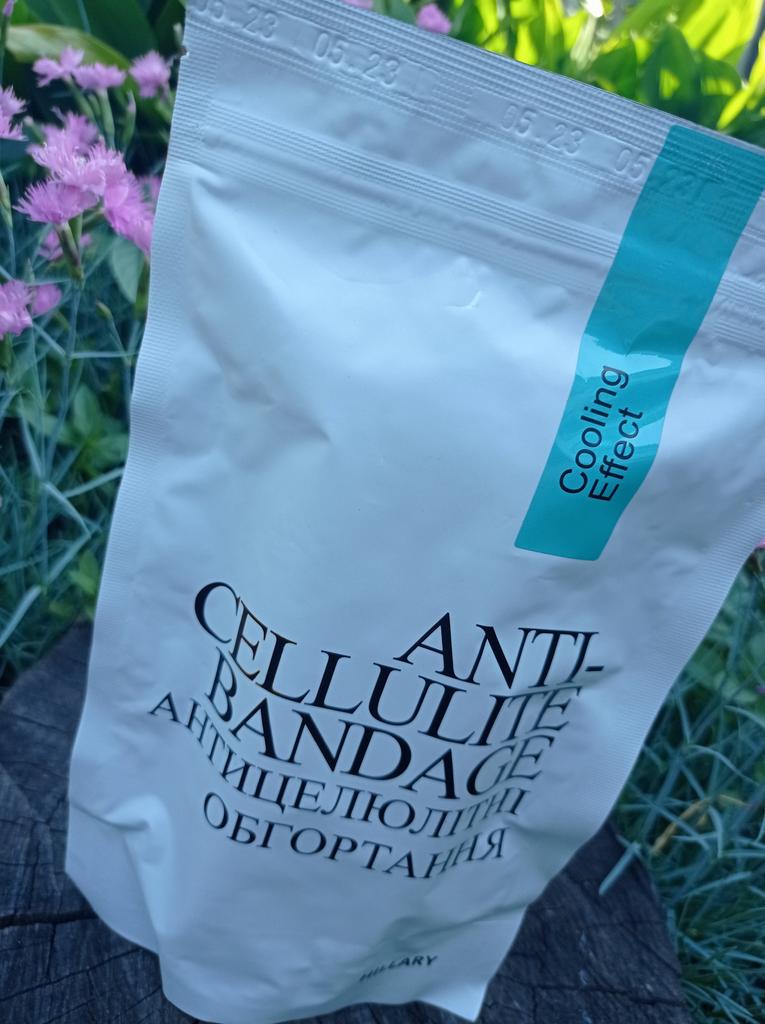 05.23 05.23 05.23 05.23
Cooling
Effect
ANTI-
CELLULITE
BANDAGE
АНТИЦЕЛЮЛІТНІ
ОБГОРТАННЯ
HILLARY